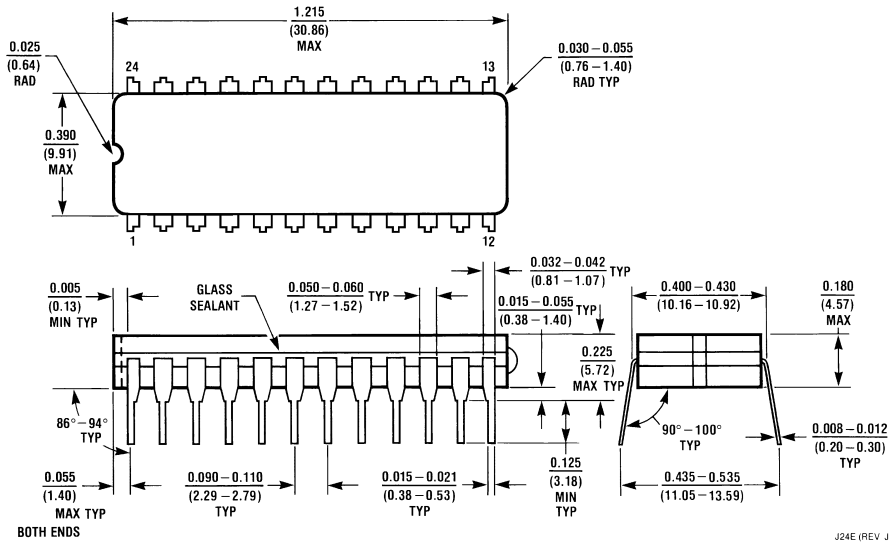 1.215
(30.86)
MAX
0.025
(0.64)
RAD
24
13
0.030 – 0.055
(0.76 – 1.40)
RAD TYP
0.390
(9.91)
MAX
1
12
0.032 – 0.042 TYP
(0.81 – 1.07)
0.005
(0.13)
MIN TYP
GLASS
SEALANT
0.050 – 0.060 TYP
(1.27 – 1.52)
0.015 – 0.055 TYP
(0.38 – 1.40)
0.400 – 0.430
(10.16 – 10.92)
0.180
(4.57)
MAX
0.225
(5.72)
MAX TYP
86° – 94°
TYP
90° – 100°
TYP
0.008 – 0.012
(0.20 – 0.30)
TYP
0.055
(1.40)
MAX TYP
BOTH ENDS
0.090 – 0.110
(2.29 – 2.79)
TYP
0.015 – 0.021
(0.38 – 0.53)
TYP
0.125
(3.18)
MIN
TYP
0.435 – 0.535
(11.05 – 13.59)
J24E (REV J